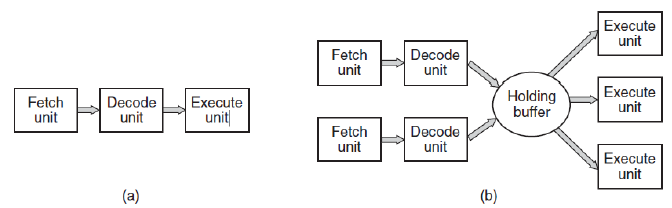 Fetch
unit
Decode
unit
Execute
unit
(a)
Fetch
unit
Decode
unit
Fetch
unit
Decode
unit
Holding
buffer
Execute
unit
Execute
unit
Execute
unit
(b)